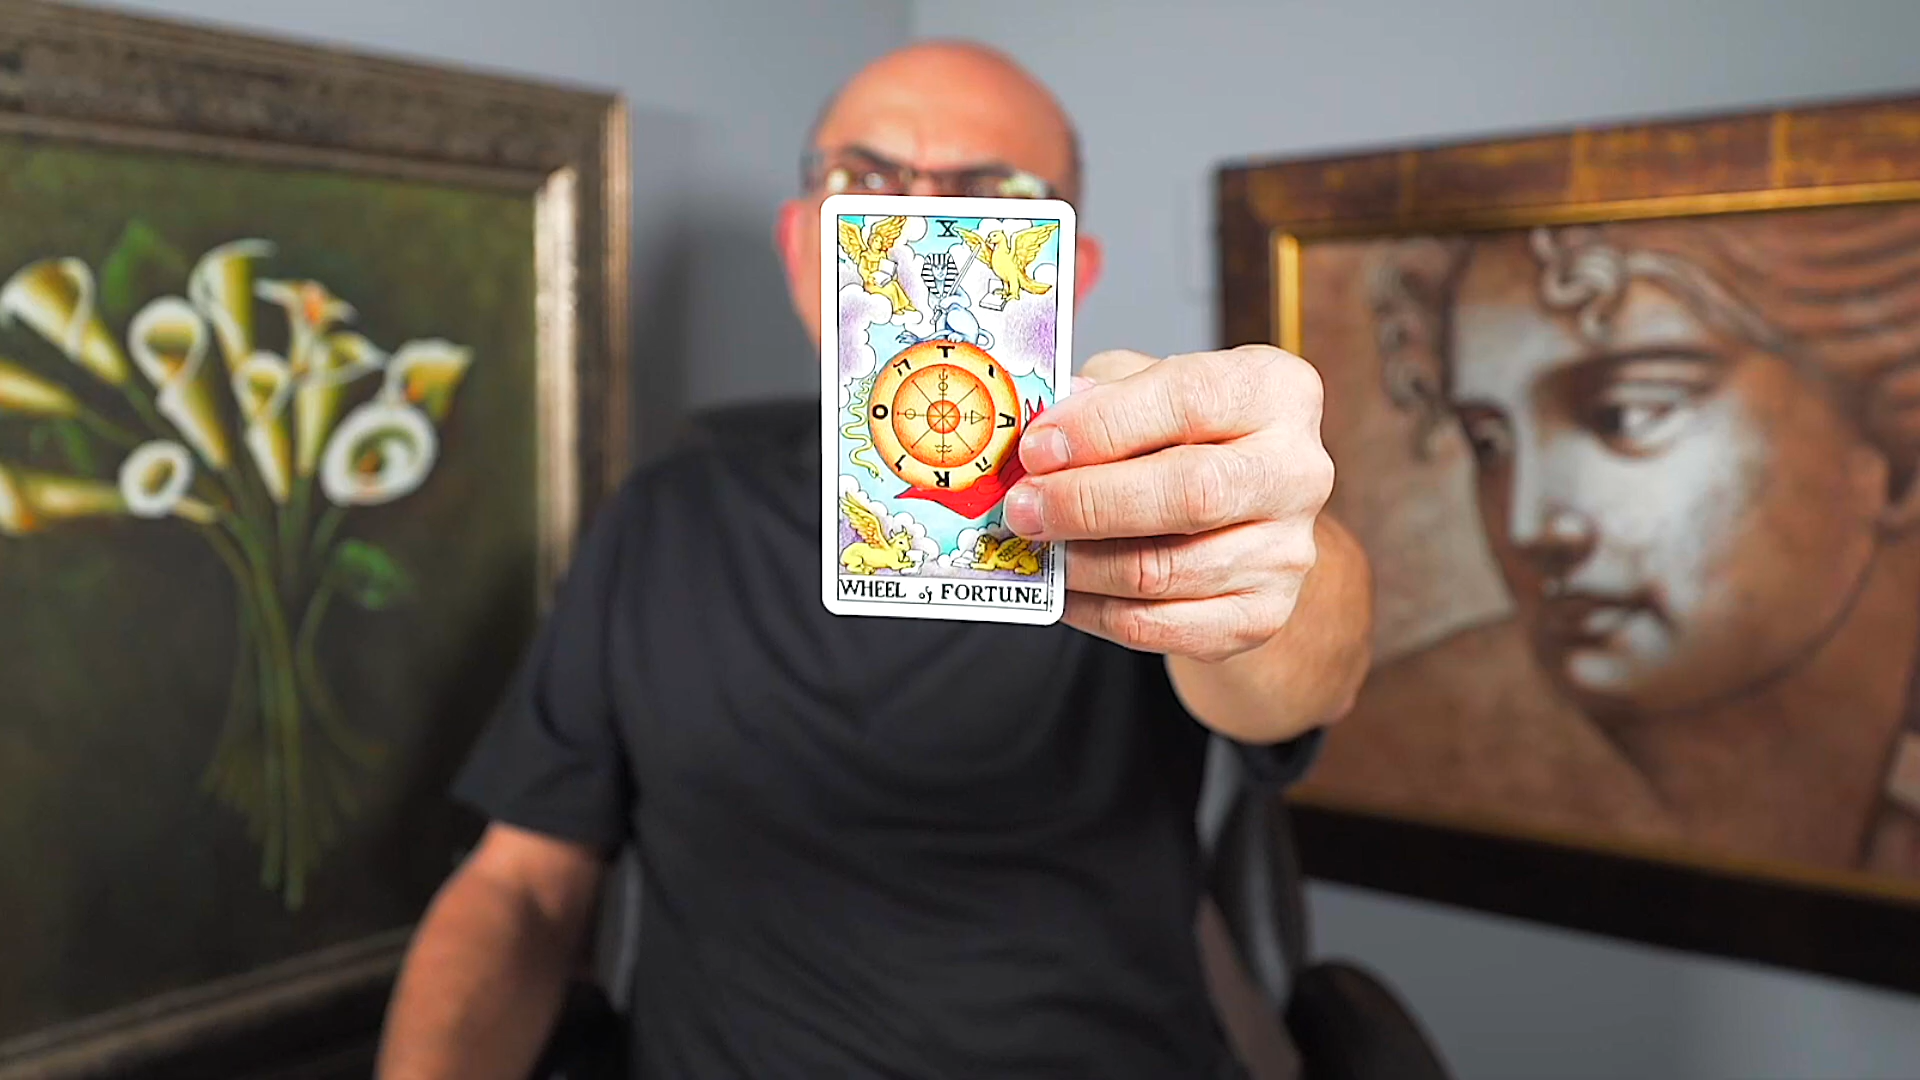 X
T
ה י
O A
ו ה
R
WHEEL of FORTUNE.